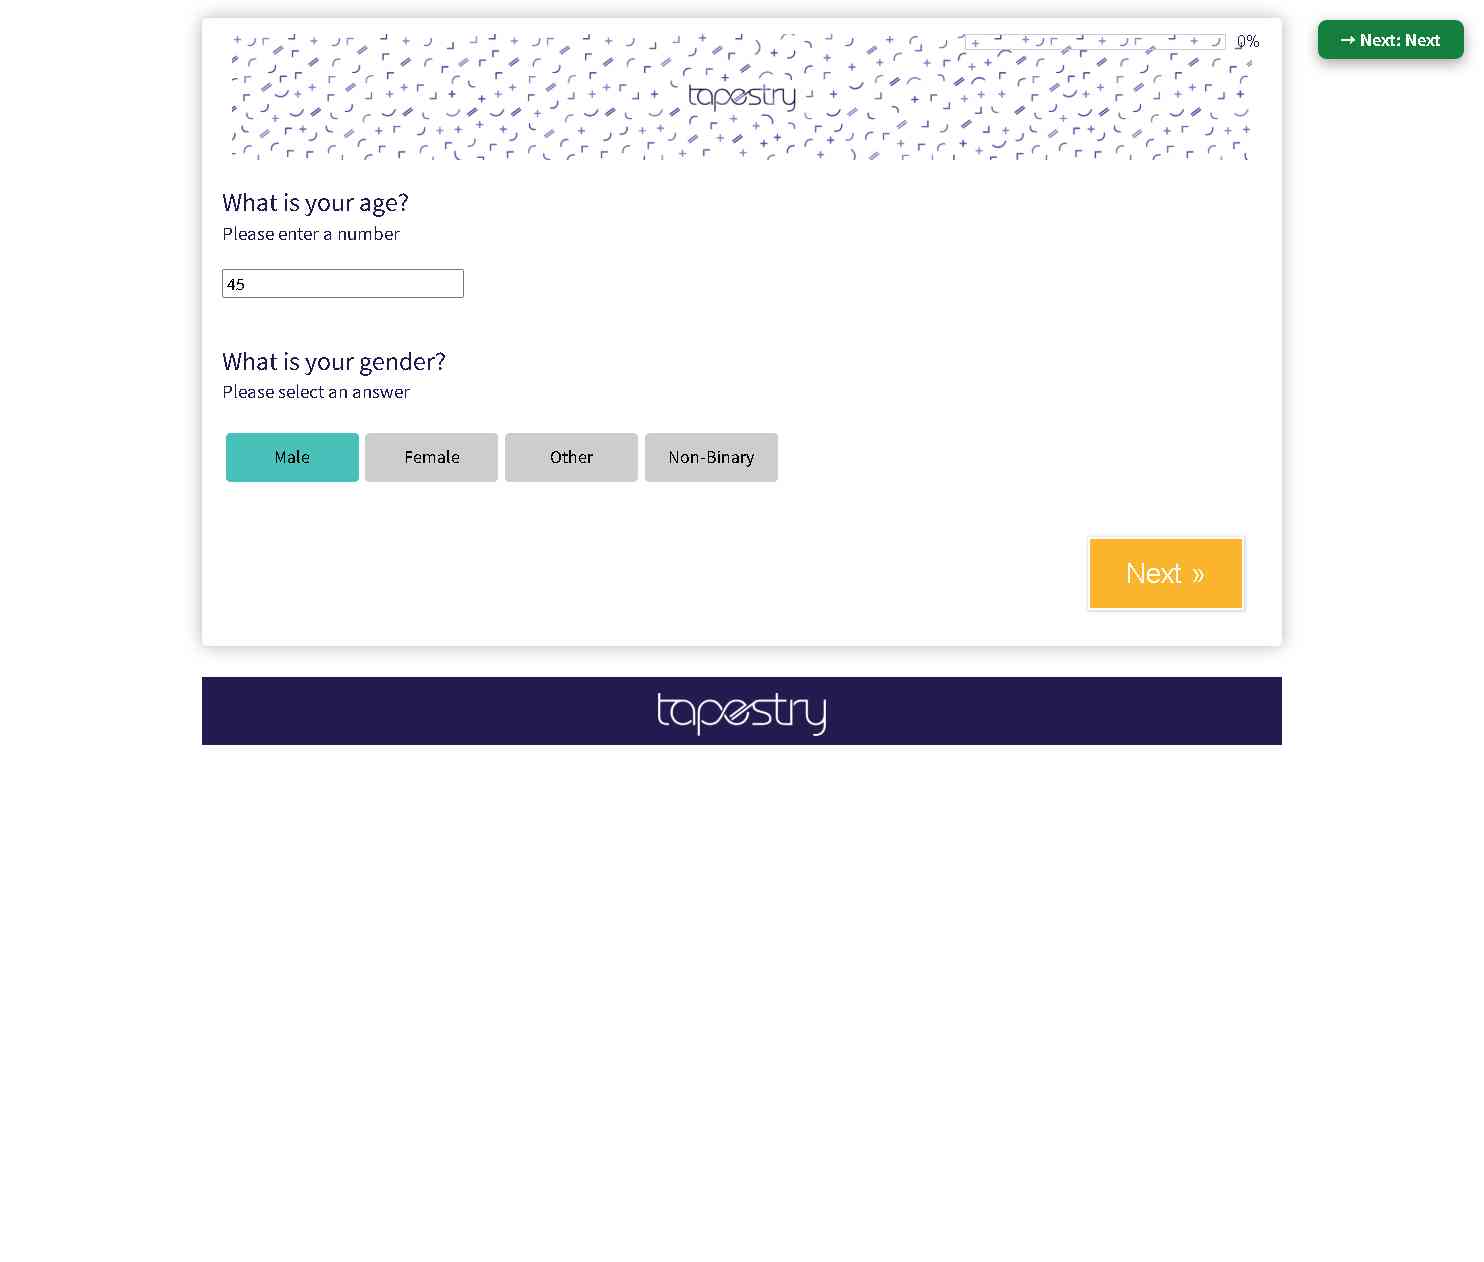 0%
→ Next: Next
tapestry
What is your age?
Please enter a number
45
What is your gender?
Please select an answer
Male Female Other Non-Binary
Next »
tapestry